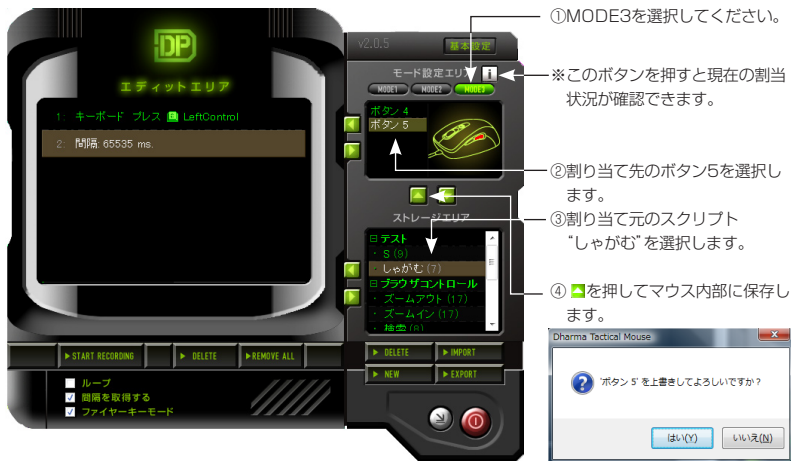 DP
エディットエリア
1: キーボード プレス LeftControl
2: 間隔: 65535 ms.
START RECORDING
DELETE
REMOVE ALL
ループ
間隔を取得する
ファイヤーキーモード
v2.0.5
基本設定
モード設定エリア
i
MODE1
MODE2
MODE3
ボタン 4
ボタン 5
ストレージエリア
テスト
S (9)
しゃがむ (7)
ブラウザコントロール
ズームアウト (17)
ズームイン (17)
検索 (8)
DELETE
IMPORT
NEW
EXPORT
①MODE3を選択してください。
※このボタンを押すと現在の割当
状況が確認できます。
②割り当て先のボタン5を選択し
ます。
③割り当て元のスクリプト
“しゃがむ”を選択します。
④ を押してマウス内部に保存し
ます。
Dharma Tactical Mouse
'ボタン 5' を上書きしてよろしいですか？
はい(Y)
いいえ(N)